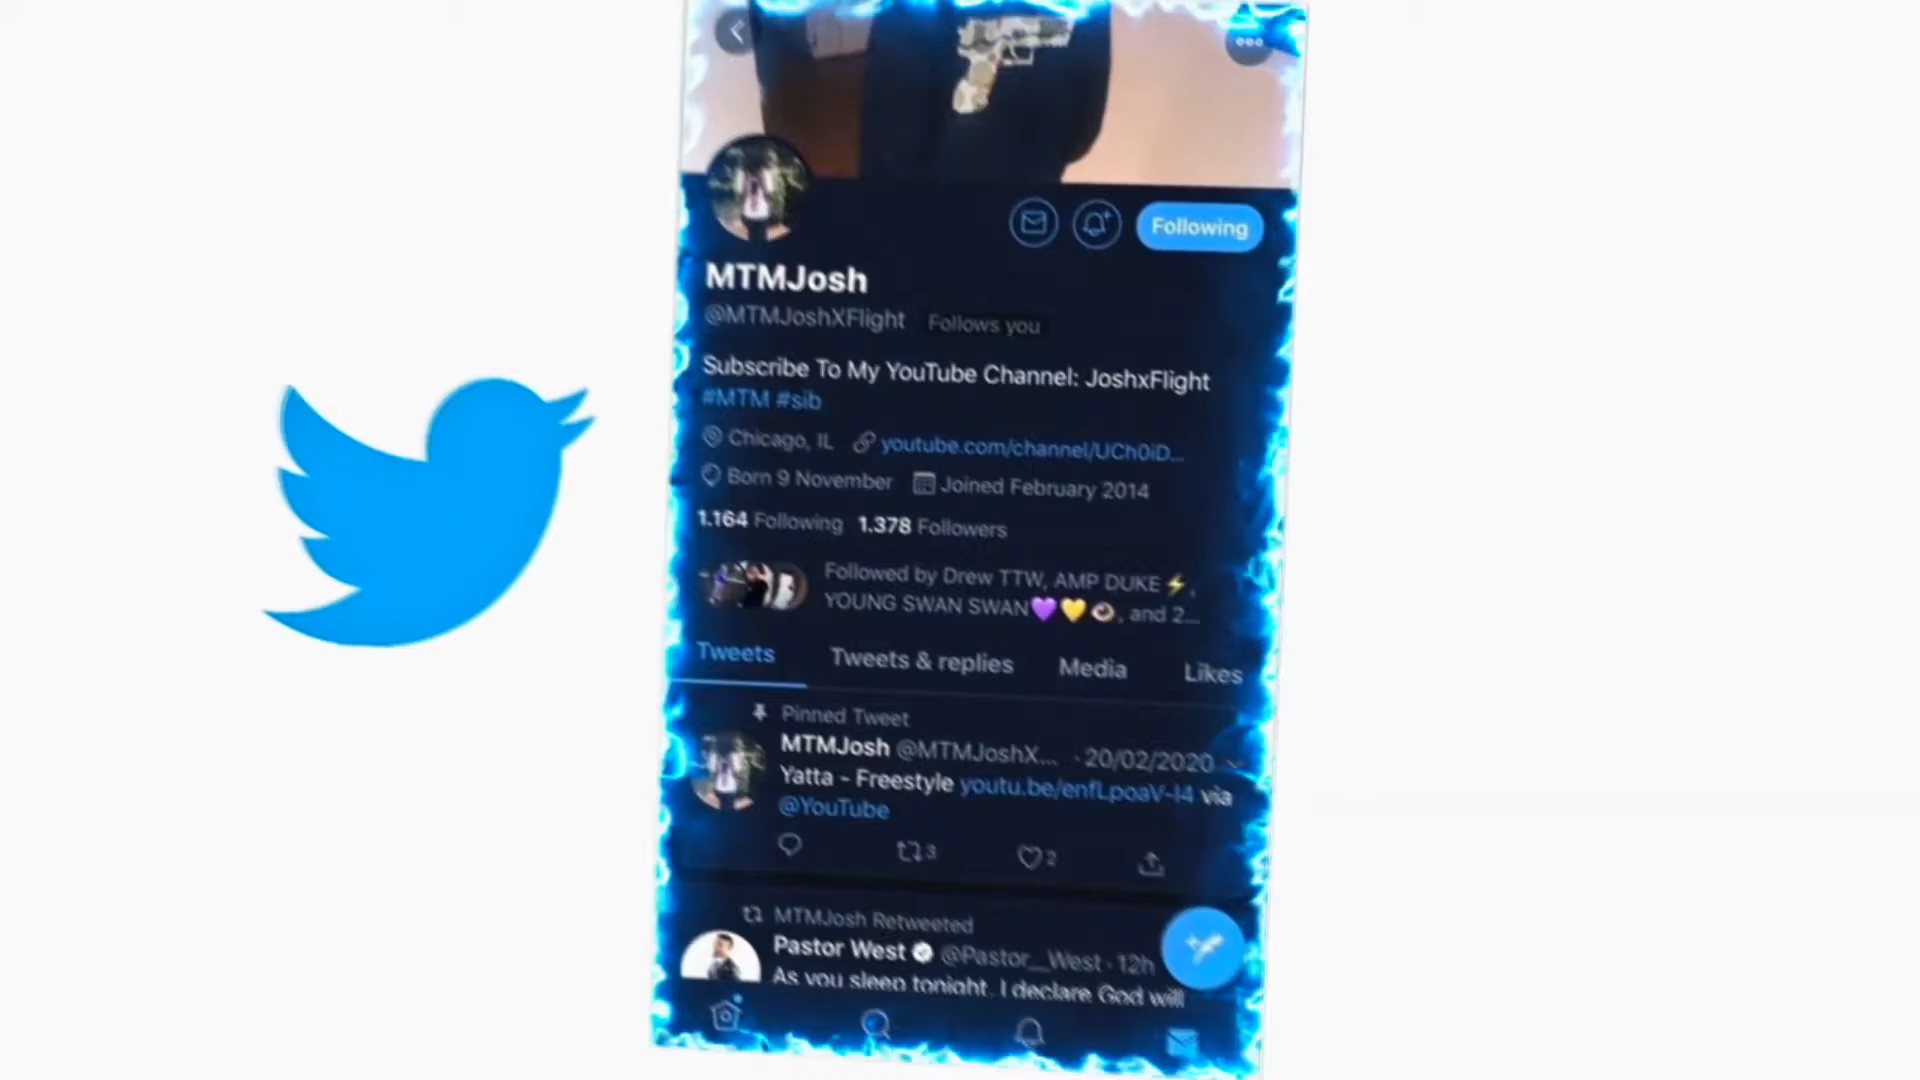 Following
MTMJosh
@MTMJoshXFlight Follows you
Subscribe To My YouTube Channel: JoshxFlight
#MTM #sib
Chicago, IL youtube.com/channel/UCh0iD...
Born 9 November Joined February 2014
1.164 Following 1.378 Followers
Followed by Drew TTW, AMP DUKE⚡,
YOUNG SWAN SWAN💜💛👁, and 2...
Tweets Tweets & replies Media Likes
Pinned Tweet
MTMJosh @MTMJoshX... · 20/02/2020
Yatta - Freestyle youtu.be/enfLpoaV-I4 via
@YouTube
3 2
MTMJosh Retweeted
Pastor West @Pastor__West · 12h
As you sleep tonight, I declare God will